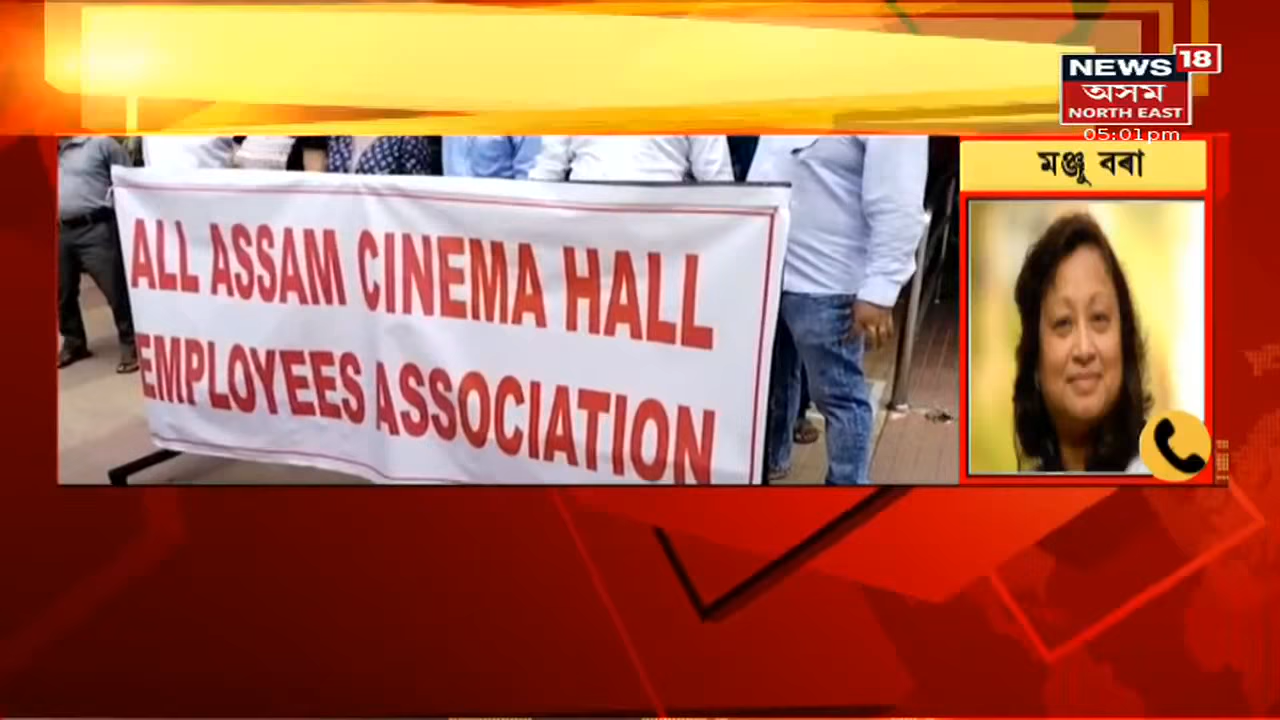 NEWS 18
অসম
NORTH EAST
05:01pm
মঞ্জু বৰা
ALL ASSAM CINEMA HALL
EMPLOYEES ASSOCIATION